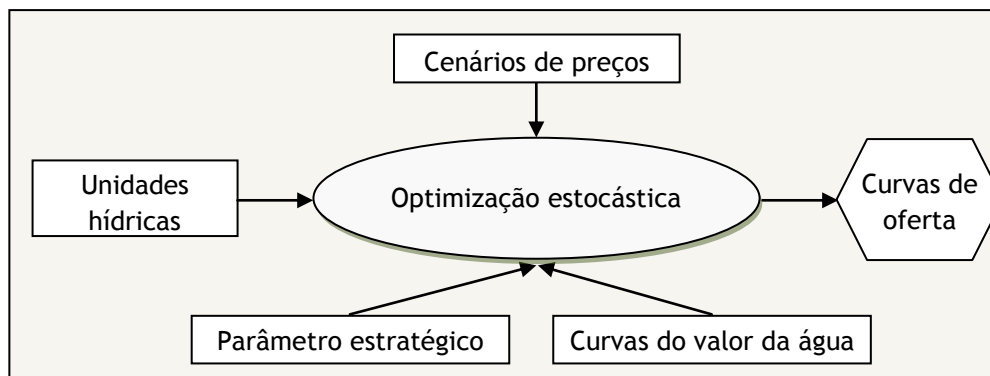 Cenários de preços
Unidades
hídricas
Optimização estocástica
Curvas de
oferta
Parâmetro estratégico
Curvas do valor da água